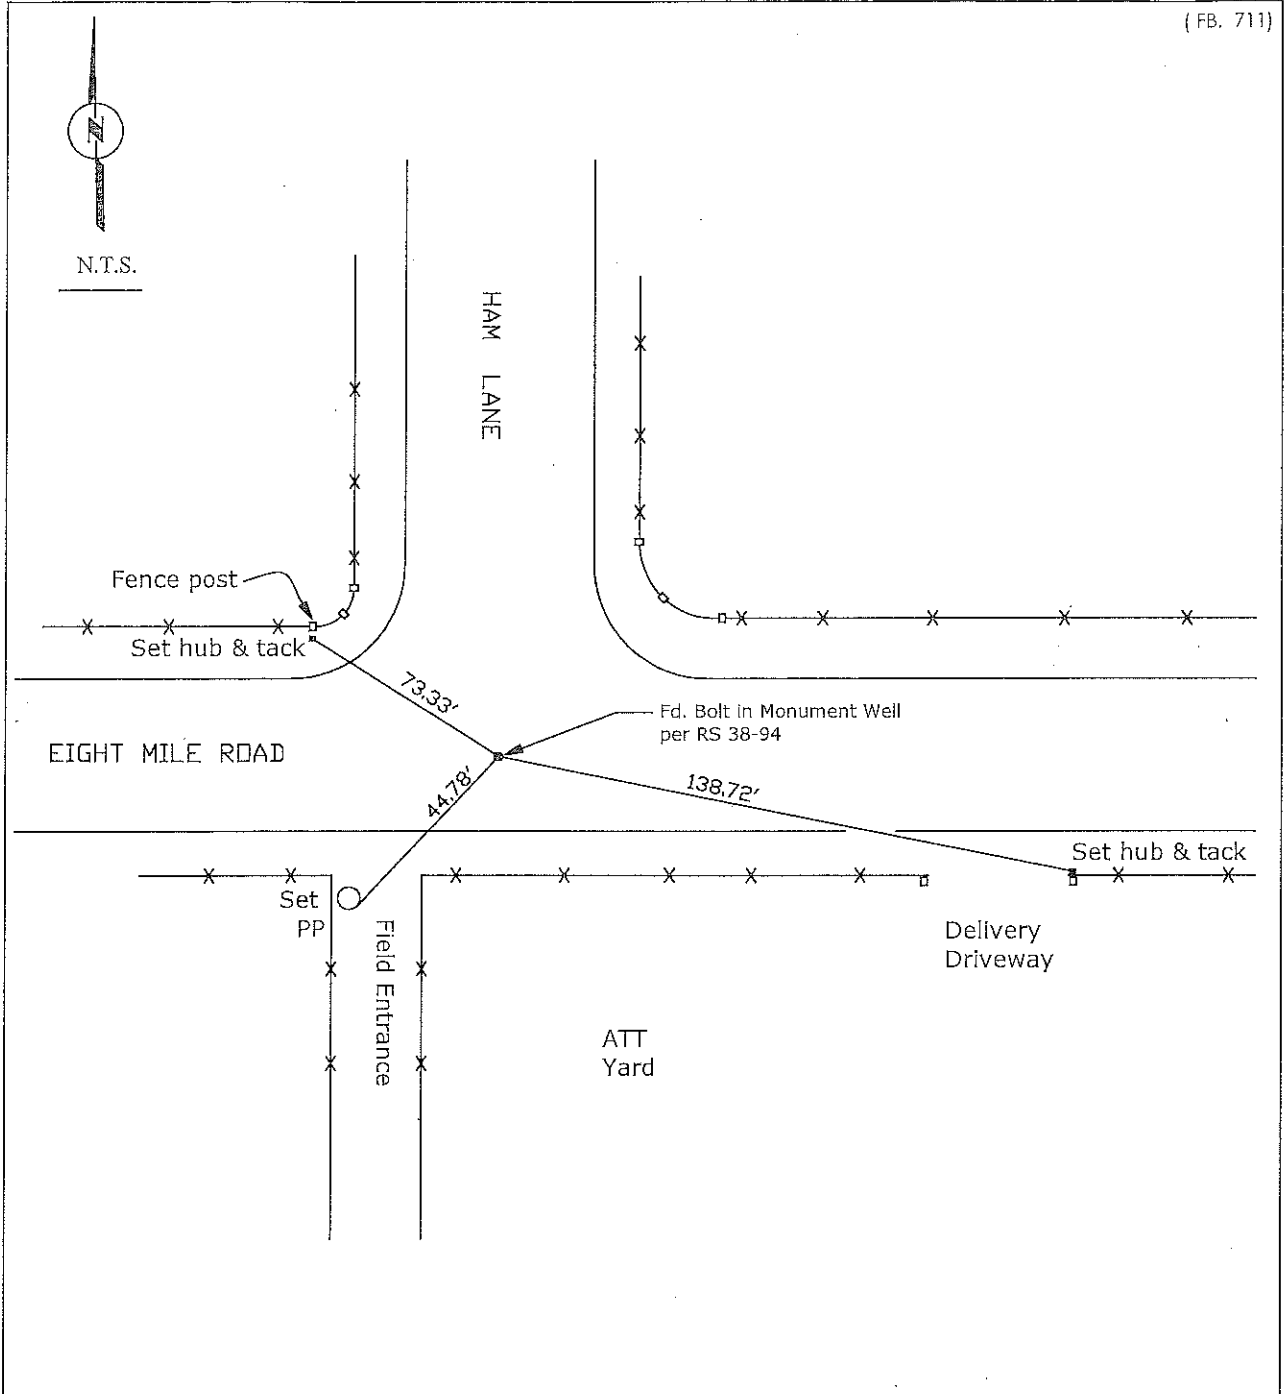 ( FB. 711)
N
N.T.S.
HAM LANE
Fence post
Set hub & tack
73.33'
Fd. Bolt in Monument Well
per RS 38-94
EIGHT MILE ROAD
44.78'
138.72'
Set hub & tack
Set
PP
Field Entrance
Delivery
Driveway
ATT
Yard